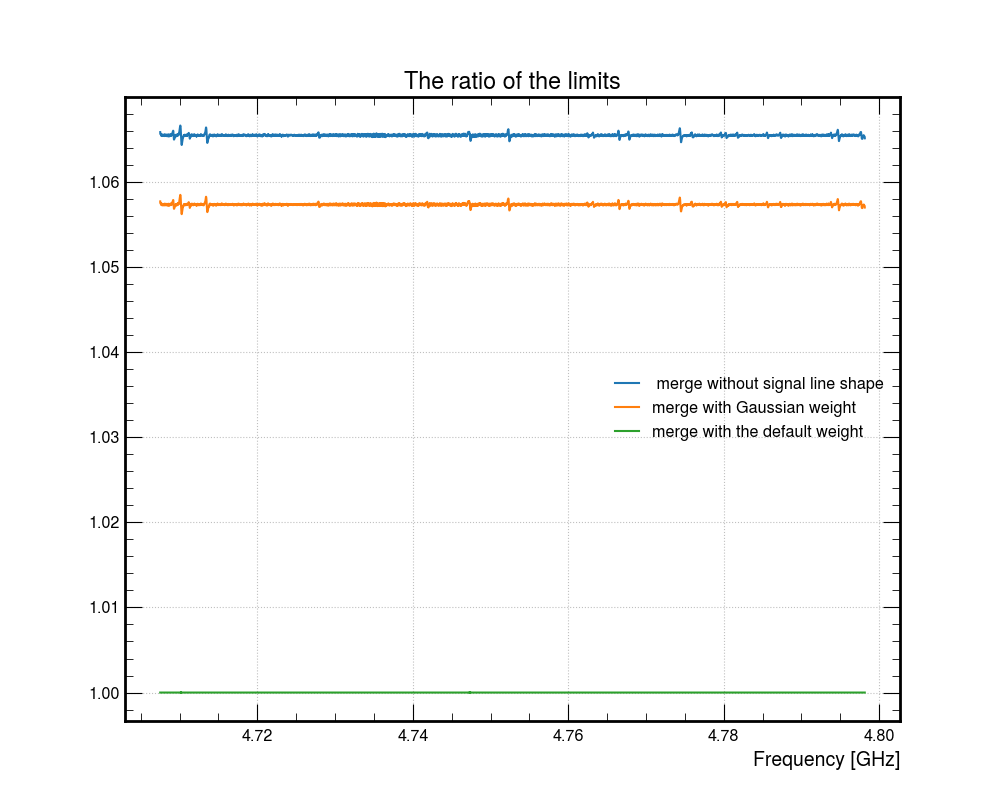 The ratio of the limits
1.06
1.05
1.04
1.03
1.02
1.01
1.00
merge without signal line shape
merge with Gaussian weight
merge with the default weight
4.72 4.74 4.76 4.78 4.80
Frequency [GHz]